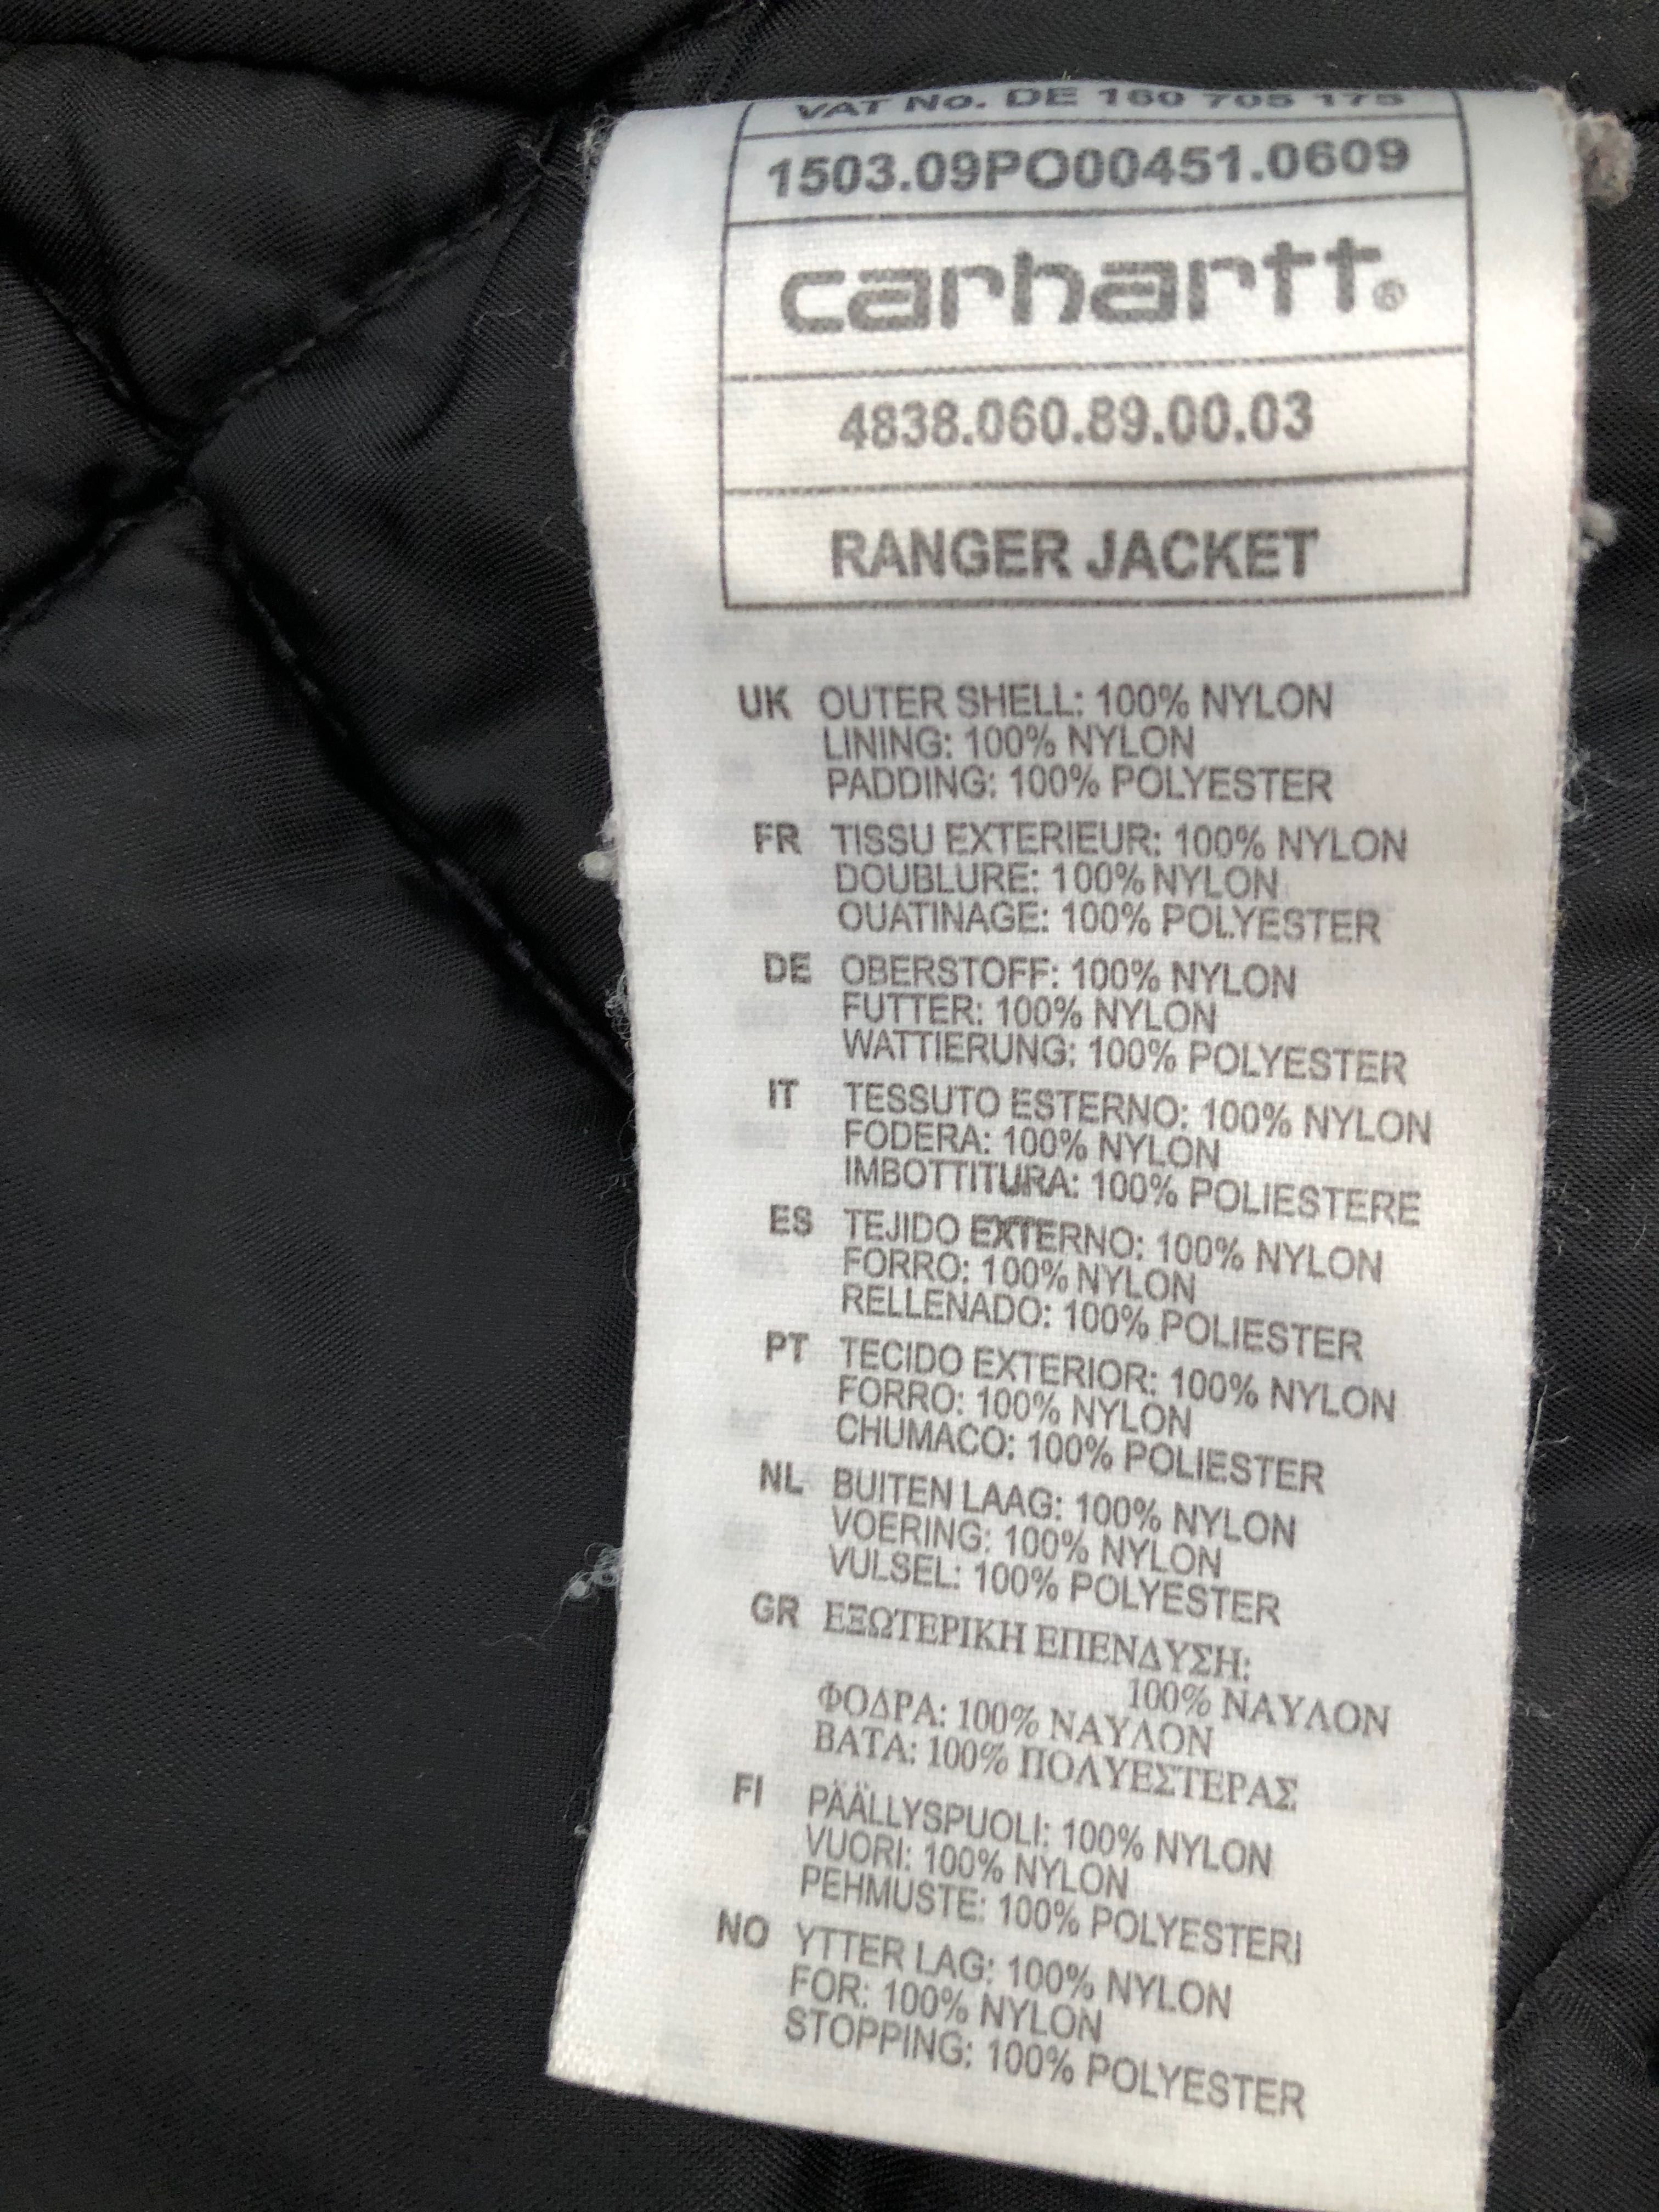 VAT No. DE 160 705 175
1503.09PO00451.0609
carhartt®
4838.060.89.00.03
RANGER JACKET
UK OUTER SHELL: 100% NYLON
LINING: 100% NYLON
PADDING: 100% POLYESTER
FR TISSU EXTERIEUR: 100% NYLON
DOUBLURE: 100% NYLON
OUATINAGE: 100% POLYESTER
DE OBERSTOFF: 100% NYLON
FUTTER: 100% NYLON
WATTIERUNG: 100% POLYESTER
IT TESSUTO ESTERNO: 100% NYLON
FODERA: 100% NYLON
IMBOTTITURA: 100% POLIESTERE
ES TEJIDO EXTERNO: 100% NYLON
FORRO: 100% NYLON
RELLENADO: 100% POLIESTER
PT TECIDO EXTERIOR: 100% NYLON
FORRO: 100% NYLON
CHUMACO: 100% POLIESTER
NL BUITEN LAAG: 100% NYLON
VOERING: 100% NYLON
VULSEL: 100% POLYESTER
GR ΕΞΩΤΕΡΙΚΗ ΕΠΕΝΔΥΣΗ:
100% ΝΑΥΛΟΝ
ΦΟΔΡΑ: 100% ΝΑΥΛΟΝ
ΒΑΤΑ: 100% ΠΟΛΥΕΣΤΕΡΑΣ
FI PÄÄLLYSPUOLI: 100% NYLON
VUORI: 100% NYLON
PEHMUSTE: 100% POLYESTERI
NO YTTER LAG: 100% NYLON
FOR: 100% NYLON
STOPPING: 100% POLYESTER